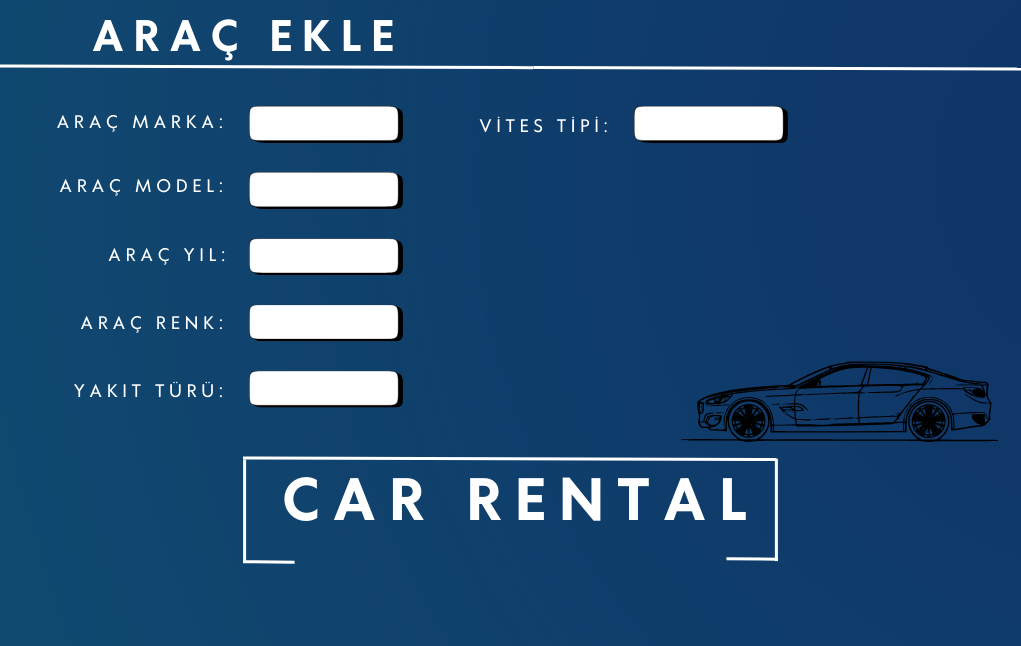 ARAÇ EKLE
ARAÇ MARKA:
VİTES TİPİ:
ARAÇ MODEL:
ARAÇ YIL:
ARAÇ RENK:
YAKIT TÜRÜ:
CAR RENTAL